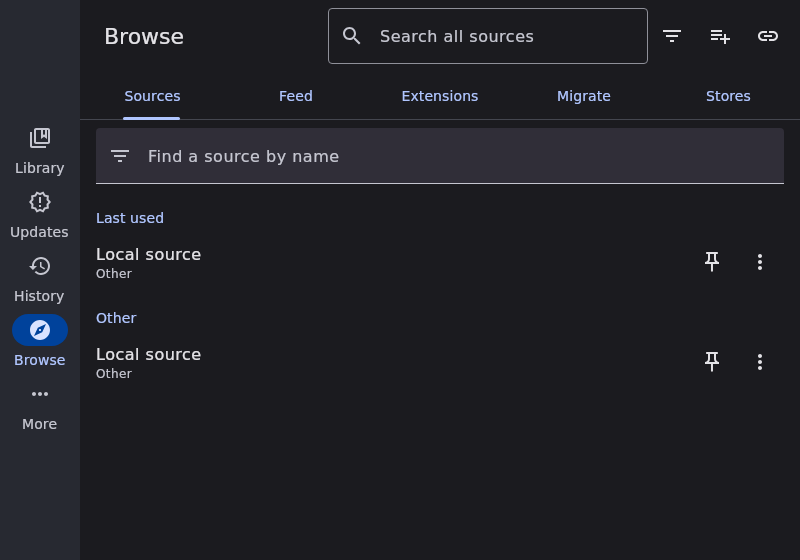 Browse
Search all sources
Sources
Feed
Extensions
Migrate
Stores
Find a source by name
Library
Updates
History
Browse
More
Last used
Local source
Other
Other
Local source
Other